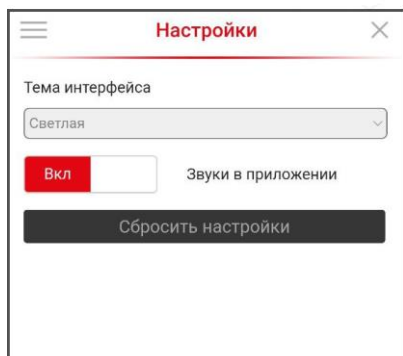 Настройки
Тема интерфейса
Светлая
Вкл
Звуки в приложении
Сбросить настройки